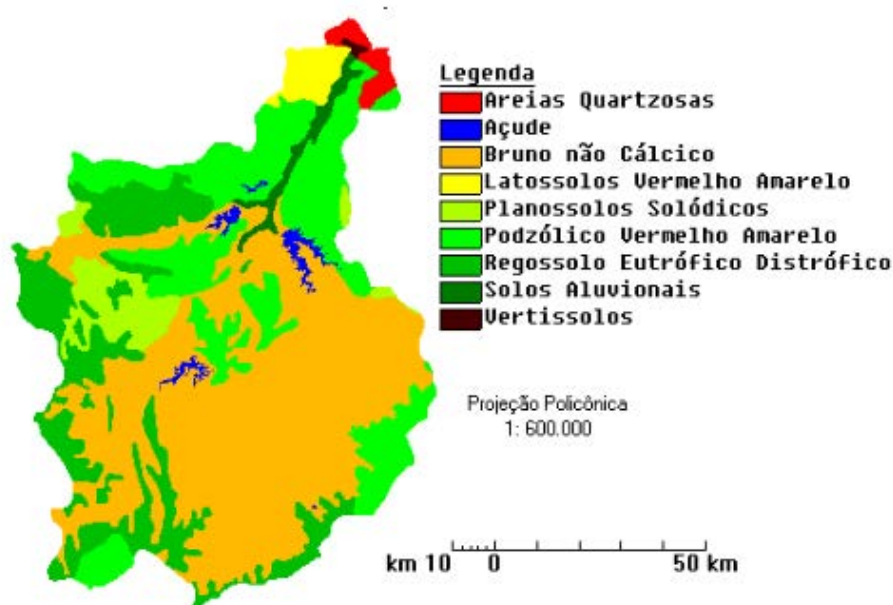 Legenda
Areias Quartzosas
Açude
Bruno não Cálcico
Latossolos Vermelho Amarelo
Planossolos Solódicos
Podzólico Vermelho Amarelo
Regossolo Eutrófico Distrófico
Solos Aluvionais
Vertissolos
Projeção Policônica
1: 600.000
km 10 0 50 km